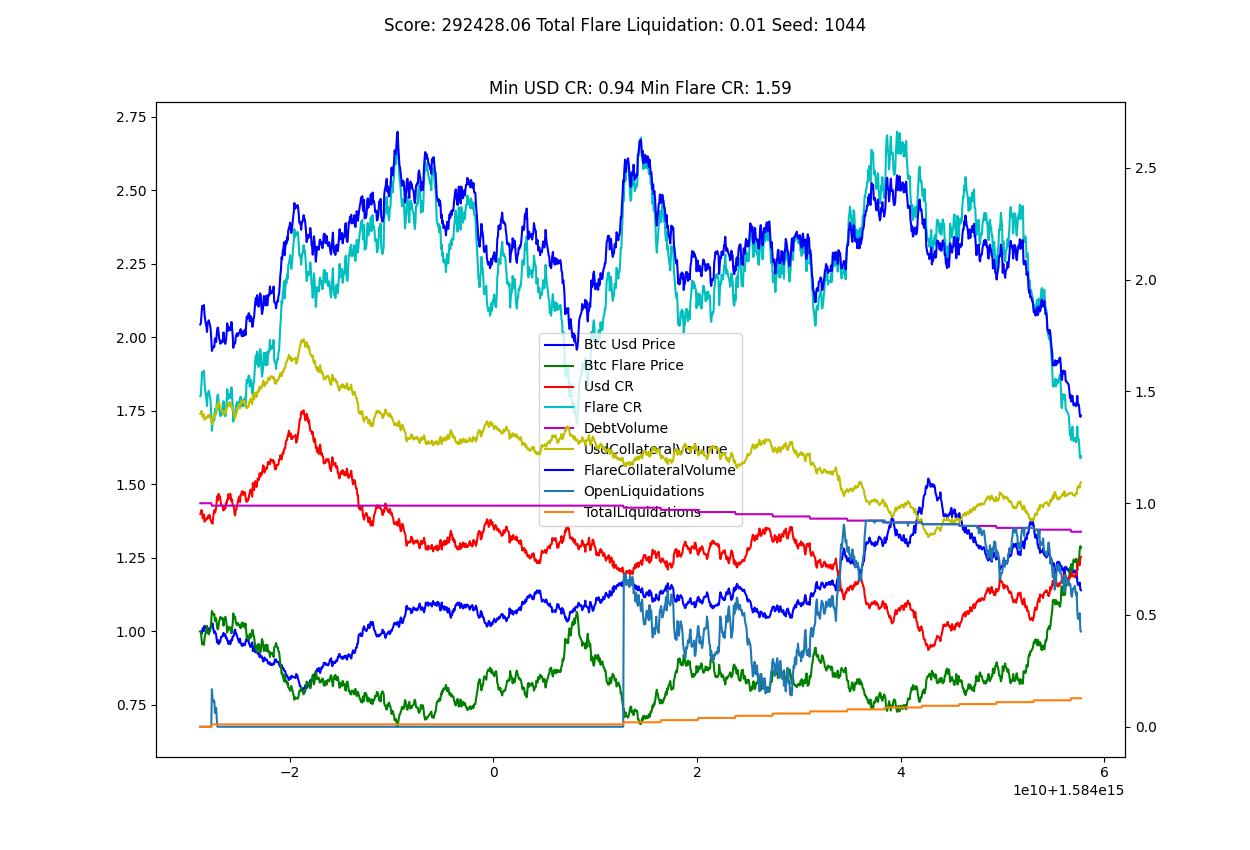 Score: 292428.06 Total Flare Liquidation: 0.01 Seed: 1044
Min USD CR: 0.94 Min Flare CR: 1.59
2.75
2.50
2.25
2.00
1.75
1.50
1.25
1.00
0.75
2.5
2.0
1.5
1.0
0.5
0.0
Btc Usd Price
Btc Flare Price
Usd CR
Flare CR
DebtVolume
UsdCollateralVolume
FlareCollateralVolume
OpenLiquidations
TotalLiquidations
−2
0
2
4
6
1e10+1.584e15